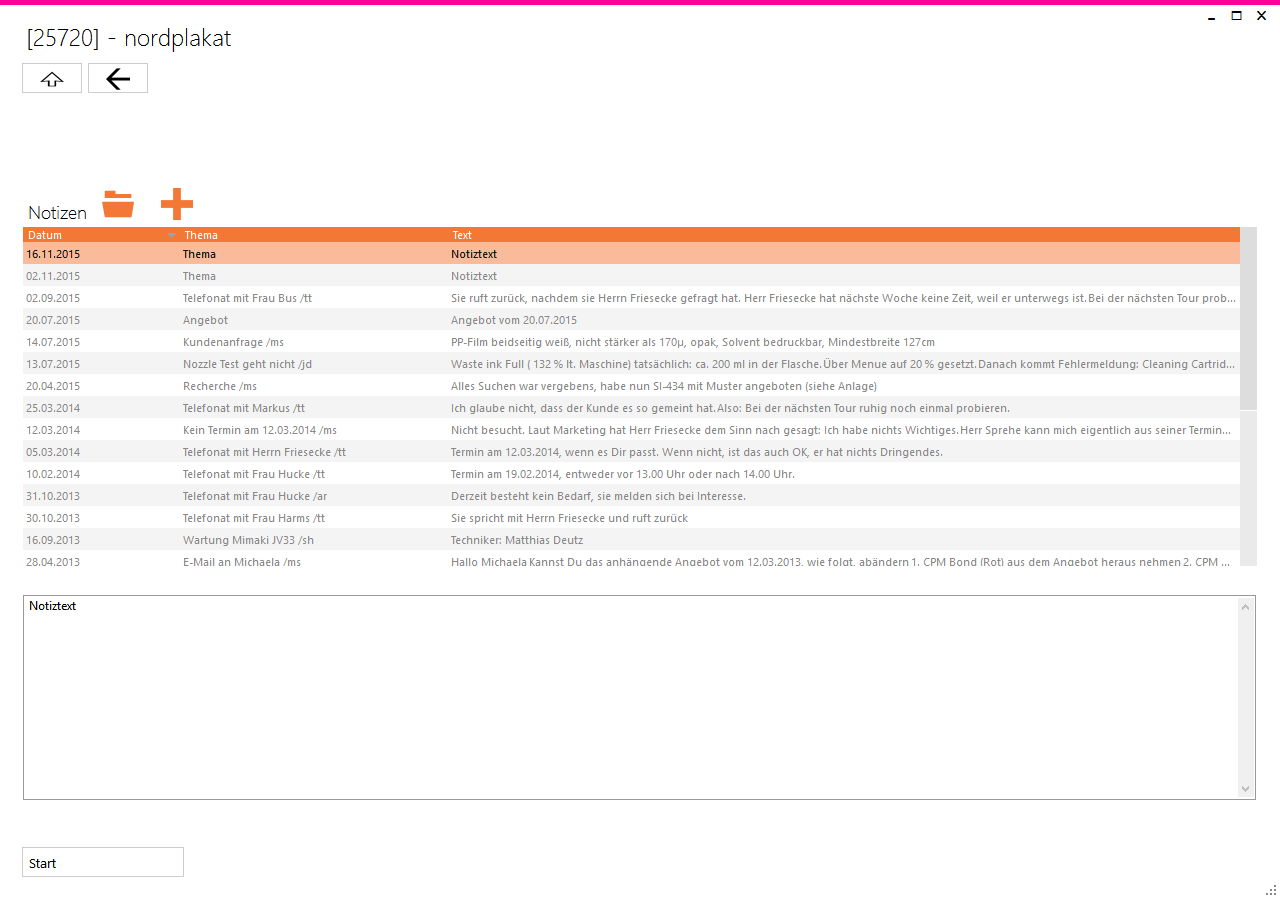 [25720] - nordplakat
Notizen
Datum Thema Text
16.11.2015 Thema Notiztext
02.11.2015 Thema Notiztext
02.09.2015 Telefonat mit Frau Bus /tt Sie ruft zurück, nachdem sie Herrn Friesecke gefragt hat. Herr Friesecke hat nächste Woche keine Zeit, weil er unterwegs ist.Bei der nächsten Tour prob...
20.07.2015 Angebot Angebot vom 20.07.2015
14.07.2015 Kundenanfrage /ms PP-Film beidseitig weiß, nicht stärker als 170µ, opak, Solvent bedruckbar, Mindestbreite 127cm
13.07.2015 Nozzle Test geht nicht /jd Waste ink Full ( 132 % lt. Maschine) tatsächlich: ca. 200 ml in der Flasche.Über Menue auf 20 % gesetzt.Danach kommt Fehlermeldung: Cleaning Cartrid...
20.04.2015 Recherche /ms Alles Suchen war vergebens, habe nun SI-434 mit Muster angeboten (siehe Anlage)
25.03.2014 Telefonat mit Markus /tt Ich glaube nicht, dass der Kunde es so gemeint hat.Also: Bei der nächsten Tour ruhig noch einmal probieren.
12.03.2014 Kein Termin am 12.03.2014 /ms Nicht besucht. Laut Marketing hat Herr Friesecke dem Sinn nach gesagt: Ich habe nichts Wichtiges.Herr Sprehe kann mich eigentlich aus seiner Termin...
05.03.2014 Telefonat mit Herrn Friesecke /tt Termin am 12.03.2014, wenn es Dir passt. Wenn nicht, ist das auch OK, er hat nichts Dringendes.
10.02.2014 Telefonat mit Frau Hucke /tt Termin am 19.02.2014, entweder vor 13.00 Uhr oder nach 14.00 Uhr.
31.10.2013 Telefonat mit Frau Hucke /ar Derzeit besteht kein Bedarf, sie melden sich bei Interesse.
30.10.2013 Telefonat mit Frau Harms /tt Sie spricht mit Herrn Friesecke und ruft zurück
16.09.2013 Wartung Mimaki JV33 /sh Techniker: Matthias Deutz
28.04.2013 E-Mail an Michaela /ms Hallo Michaela Kannst Du das anhängende Angebot vom 12.03.2013, wie folgt, abändern 1. CPM Bond (Rot) aus dem Angebot heraus nehmen 2. CPM ...
Notiztext
Start